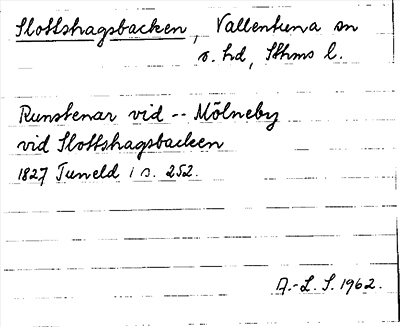 Slottshagsbacken, Vallentuna sn
s. hd, Sthms l.
Runstenar vid -- Mölneby
vid Slottshagsbacken
1827 Tuneld i s. 252.
A.-L. S. 1962.